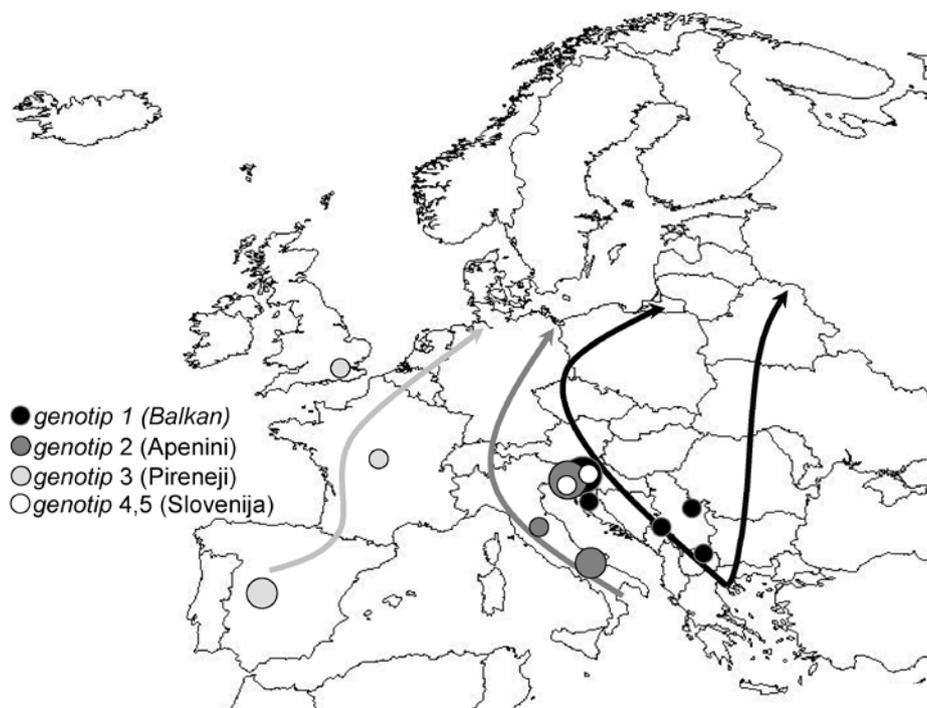 genotip 1 (Balkan)
genotip 2 (Apenini)
genotip 3 (Pireneji)
genotip 4,5 (Slovenija)